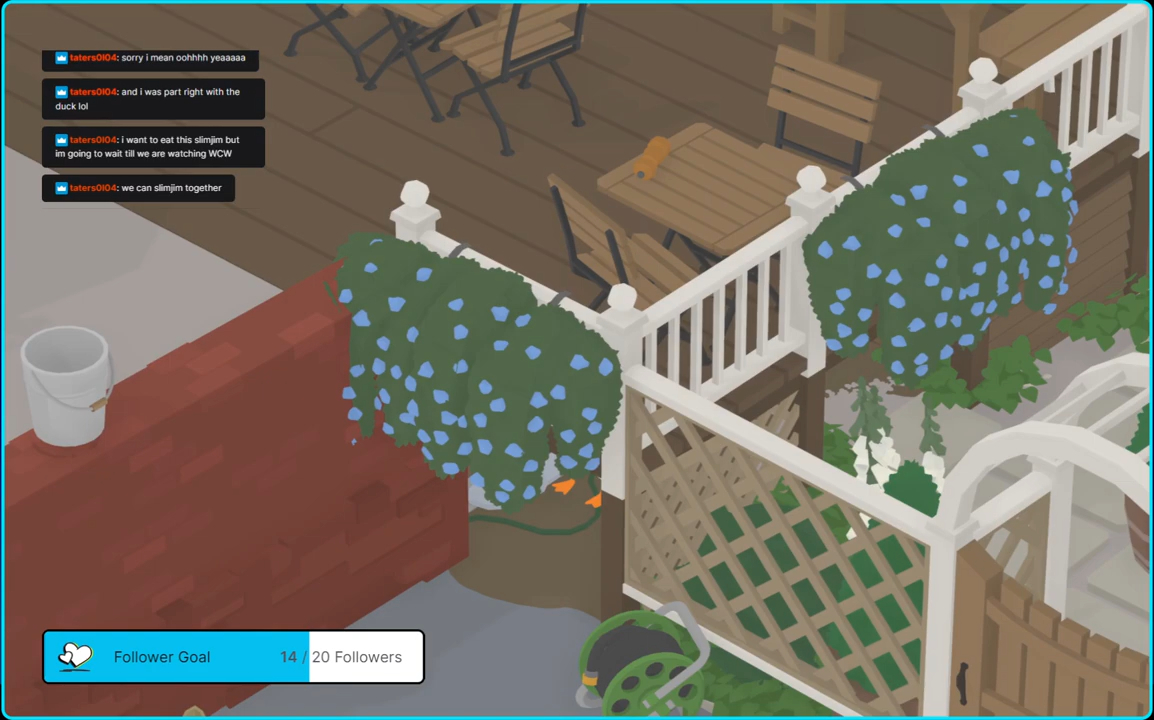 taters0l04: sorry i mean oohhhh yeaaaaa
taters0l04: and i was part right with the
duck lol
taters0l04: i want to eat this slimjim but
im going to wait till we are watching WCW
taters0l04: we can slimjim together
Follower Goal 14 / 20 Followers